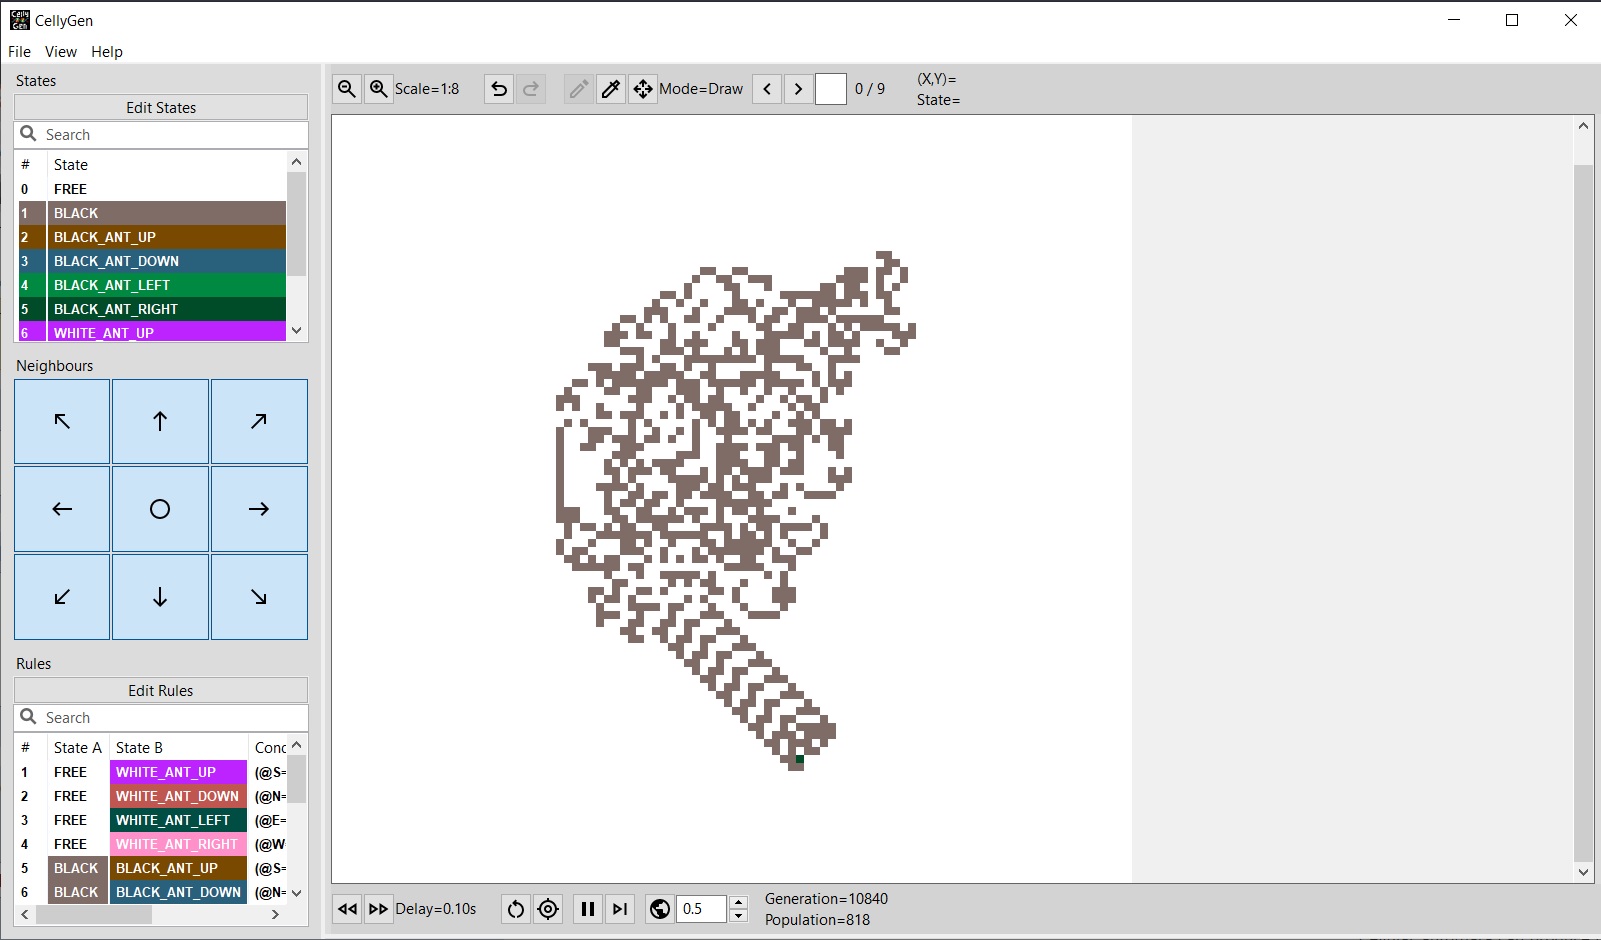 CellyGen
File View Help
States
Edit States
Search
# State
0 FREE
1 BLACK
2 BLACK_ANT_UP
3 BLACK_ANT_DOWN
4 BLACK_ANT_LEFT
5 BLACK_ANT_RIGHT
6 WHITE_ANT_UP
Neighbours
Rules
Edit Rules
Search
# State A State B Conc
1 FREE WHITE_ANT_UP (@S=
2 FREE WHITE_ANT_DOWN (@N=
3 FREE WHITE_ANT_LEFT (@E=
4 FREE WHITE_ANT_RIGHT (@W
5 BLACK BLACK_ANT_UP (@S=
6 BLACK BLACK_ANT_DOWN (@N=
Scale=1:8 Mode=Draw 0 / 9
(X,Y)=
State=
Delay=0.10s 0.5
Generation=10840
Population=818